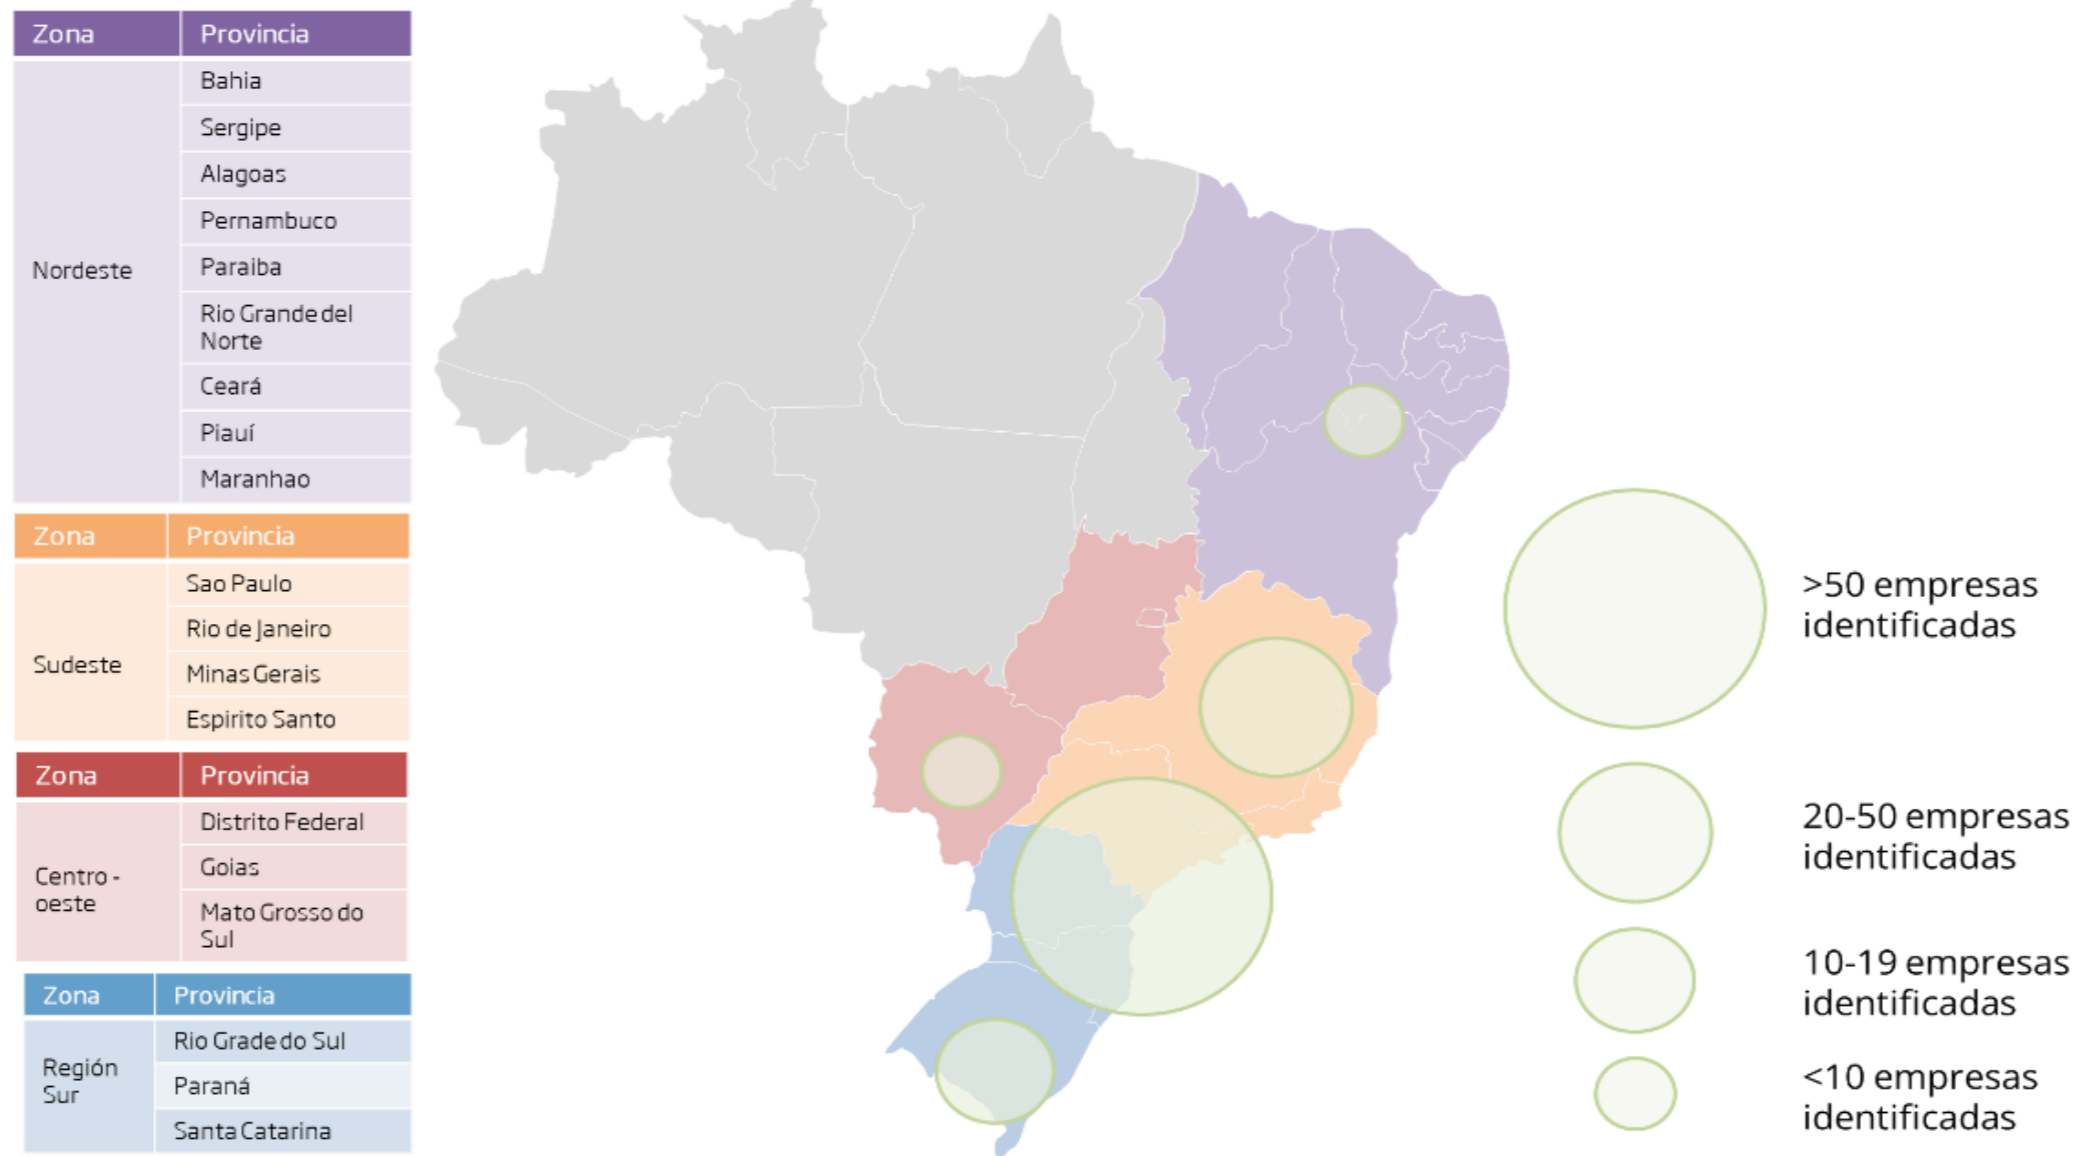 Zona Provincia
Nordeste
Bahia
Sergipe
Alagoas
Pernambuco
Paraiba
Rio Grande del
Norte
Ceará
Piauí
Maranhao
Zona Provincia
Sudeste
Sao Paulo
Rio de Janeiro
Minas Gerais
Espirito Santo
Zona Provincia
Centro -
oeste
Distrito Federal
Goias
Mato Grosso do
Sul
Zona Provincia
Región
Sur
Rio Grade do Sul
Paraná
Santa Catarina
>50 empresas
identificadas
20-50 empresas
identificadas
10-19 empresas
identificadas
<10 empresas
identificadas